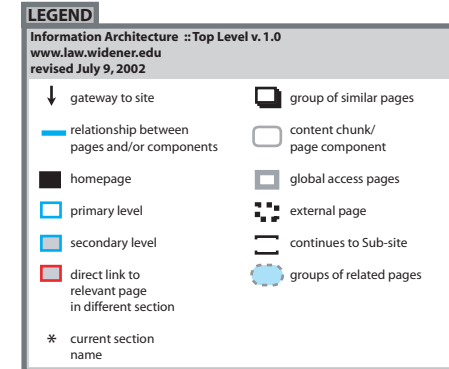 LEGEND
Information Architecture :: Top Level v. 1.0
www.law.widener.edu
revised July 9, 2002
gateway to site
relationship between
pages and/or components
homepage
primary level
secondary level
direct link to
relevant page
in different section
* current section
name
group of similar pages
content chunk/
page component
global access pages
external page
continues to Sub-site
groups of related pages